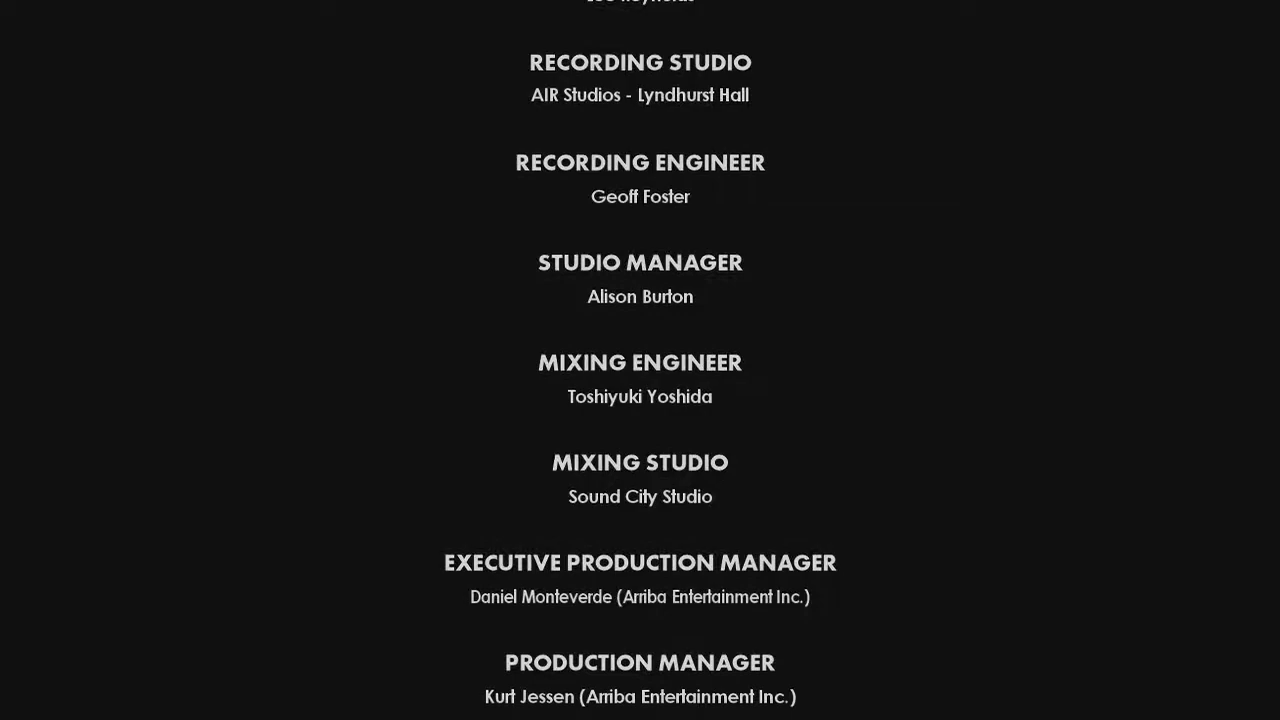 RECORDING STUDIO
AIR Studios - Lyndhurst Hall
RECORDING ENGINEER
Geoff Foster
STUDIO MANAGER
Alison Burton
MIXING ENGINEER
Toshiyuki Yoshida
MIXING STUDIO
Sound City Studio
EXECUTIVE PRODUCTION MANAGER
Daniel Monteverde (Arriba Entertainment Inc.)
PRODUCTION MANAGER
Kurt Jessen (Arriba Entertainment Inc.)